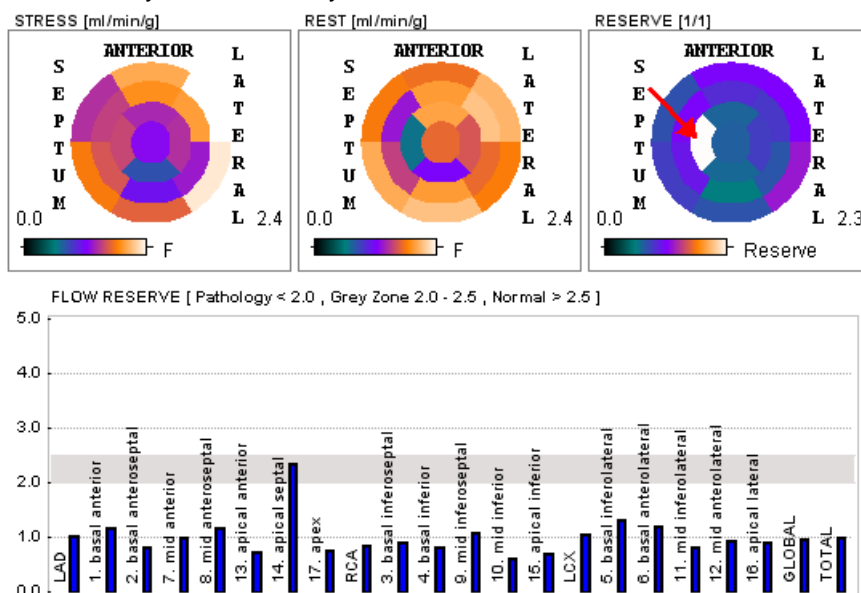 STRESS [ml/min/g]
REST [ml/min/g]
RESERVE [1/1]
ANTERIOR
SEPTUM
LATERAL
0.0
2.4
F
ANTERIOR
SEPTUM
LATERAL
0.0
2.4
F
ANTERIOR
SEPTUM
LATERAL
0.0
2.3
Reserve
FLOW RESERVE [ Pathology < 2.0 , Grey Zone 2.0 - 2.5 , Normal > 2.5 ]
5.0
4.0
3.0
2.0
1.0
0.0
LAD
1. basal anterior
2. basal anteroseptal
7. mid anterior
8. mid anteroseptal
13. apical anterior
14. apical septal
17. apex
RCA
3. basal inferoseptal
4. basal inferior
9. mid inferoseptal
10. mid inferior
15. apical inferior
LCX
5. basal inferolateral
6. basal anterolateral
11. mid inferolateral
12. mid anterolateral
16. apical lateral
GLOBAL
TOTAL